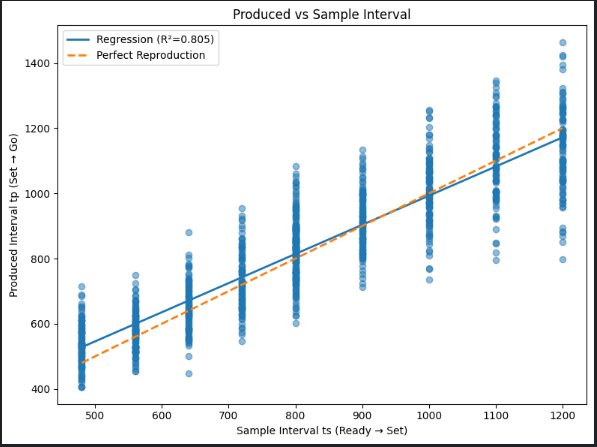 Produced vs Sample Interval
Regression (R²=0.805)
Perfect Reproduction
Produced Interval tp (Set → Go)
1400
1200
1000
800
600
400
500
600
700
800
900
1000
1100
1200
Sample Interval ts (Ready → Set)